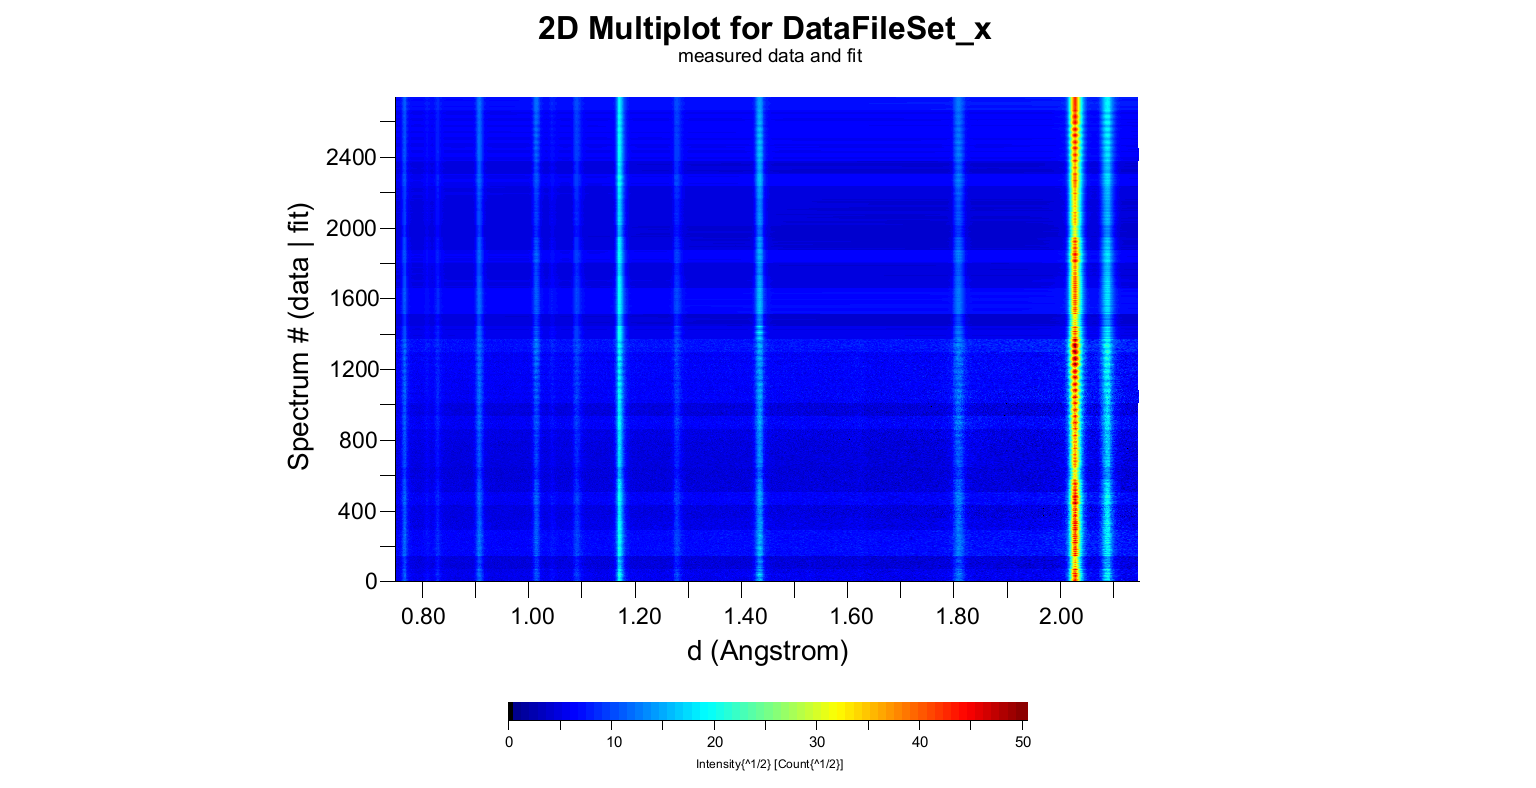 2D Multiplot for DataFileSet_x
measured data and fit
Spectrum # (data | fit)
2400
2000
1600
1200
800
400
0
0.80 1.00 1.20 1.40 1.60 1.80 2.00
d (Angstrom)
0 10 20 30 40 50
Intensity{^1/2} [Count{^1/2}]